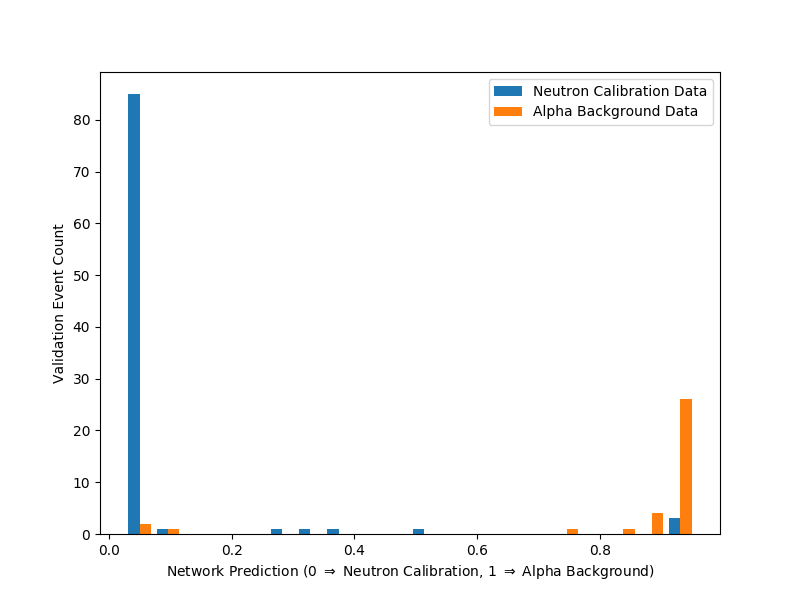 Neutron Calibration Data
Alpha Background Data
Validation Event Count
80
70
60
50
40
30
20
10
0
0.0 0.2 0.4 0.6 0.8
Network Prediction (0 ⇒ Neutron Calibration, 1 ⇒ Alpha Background)